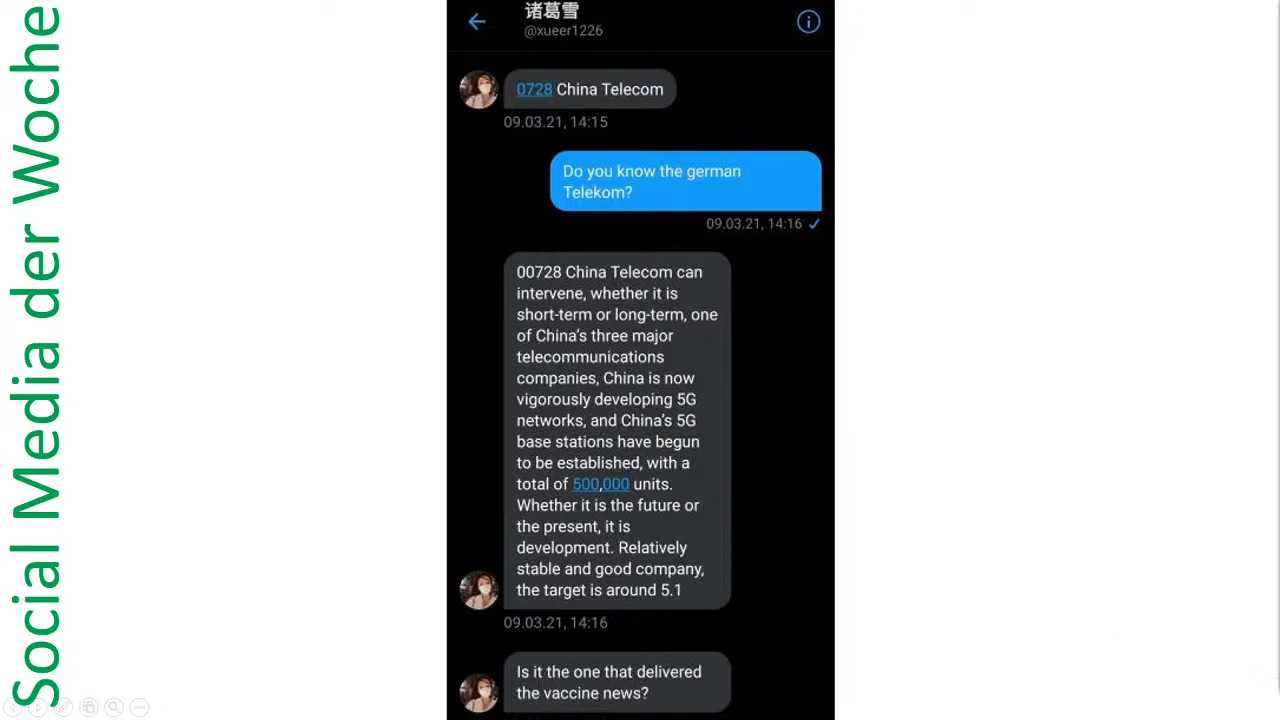 Social Media der Woche
诸葛雪
@xueer1226
0728 China Telecom
09.03.21, 14:15
Do you know the german
Telekom?
09.03.21, 14:16
00728 China Telecom can
intervene, whether it is
short-term or long-term, one
of China's three major
telecommunications
companies, China is now
vigorously developing 5G
networks, and China's 5G
base stations have begun
to be established, with a
total of 500,000 units.
Whether it is the future or
the present, it is
development. Relatively
stable and good company,
the target is around 5.1
09.03.21, 14:16
Is it the one that delivered
the vaccine news?